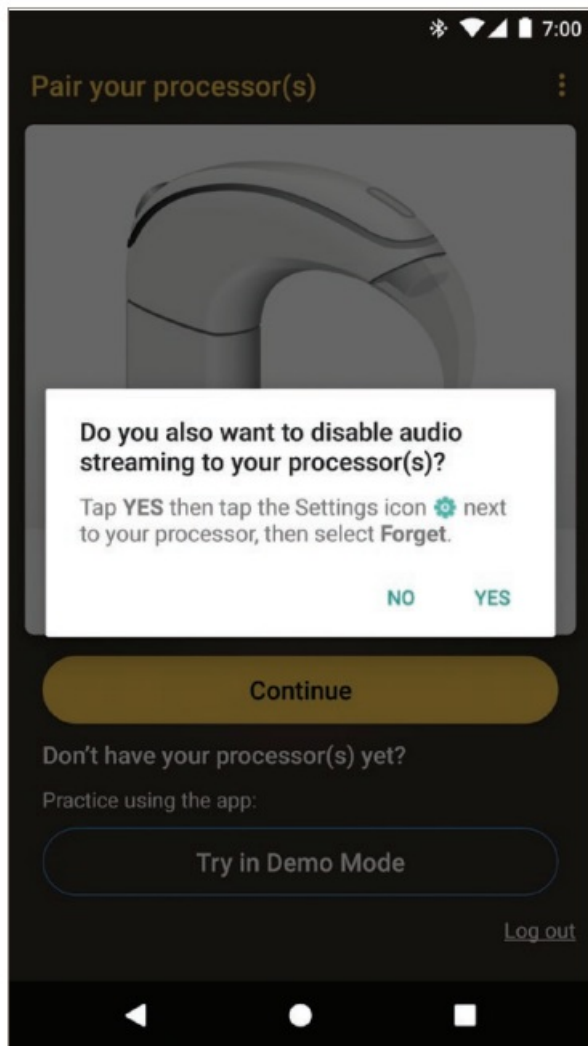 7:00
Pair your processor(s)
Do you also want to disable audio
streaming to your processor(s)?
Tap YES then tap the Settings icon next
to your processor, then select Forget.
NO YES
Continue
Don't have your processor(s) yet?
Practice using the app:
Try in Demo Mode
Log out